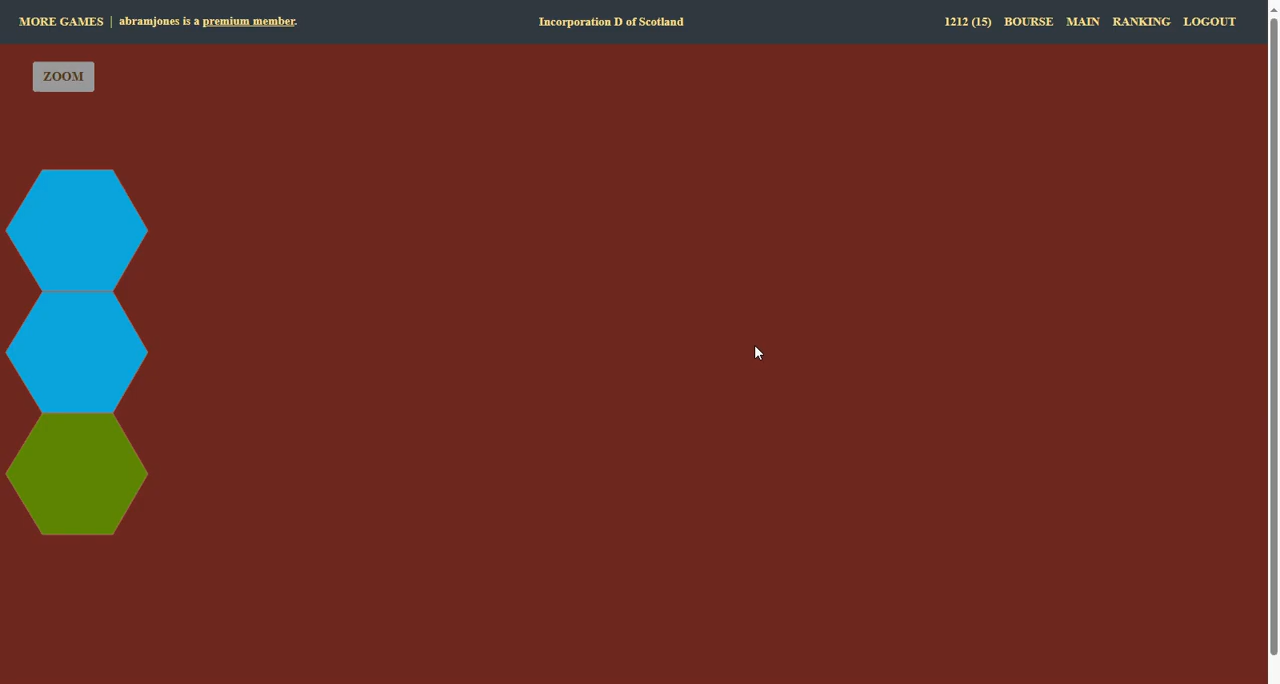 MORE GAMES | abramjones is a premium member. Incorporation D of Scotland 1212 (15) BOURSE MAIN RANKING LOGOUT
ZOOM